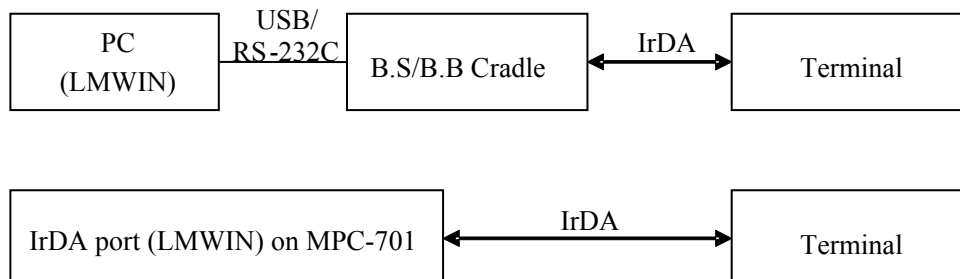 PC
(LMWIN)
USB/
RS-232C
B.S/B.B Cradle
IrDA
Terminal
IrDA port (LMWIN) on MPC-701
IrDA
Terminal